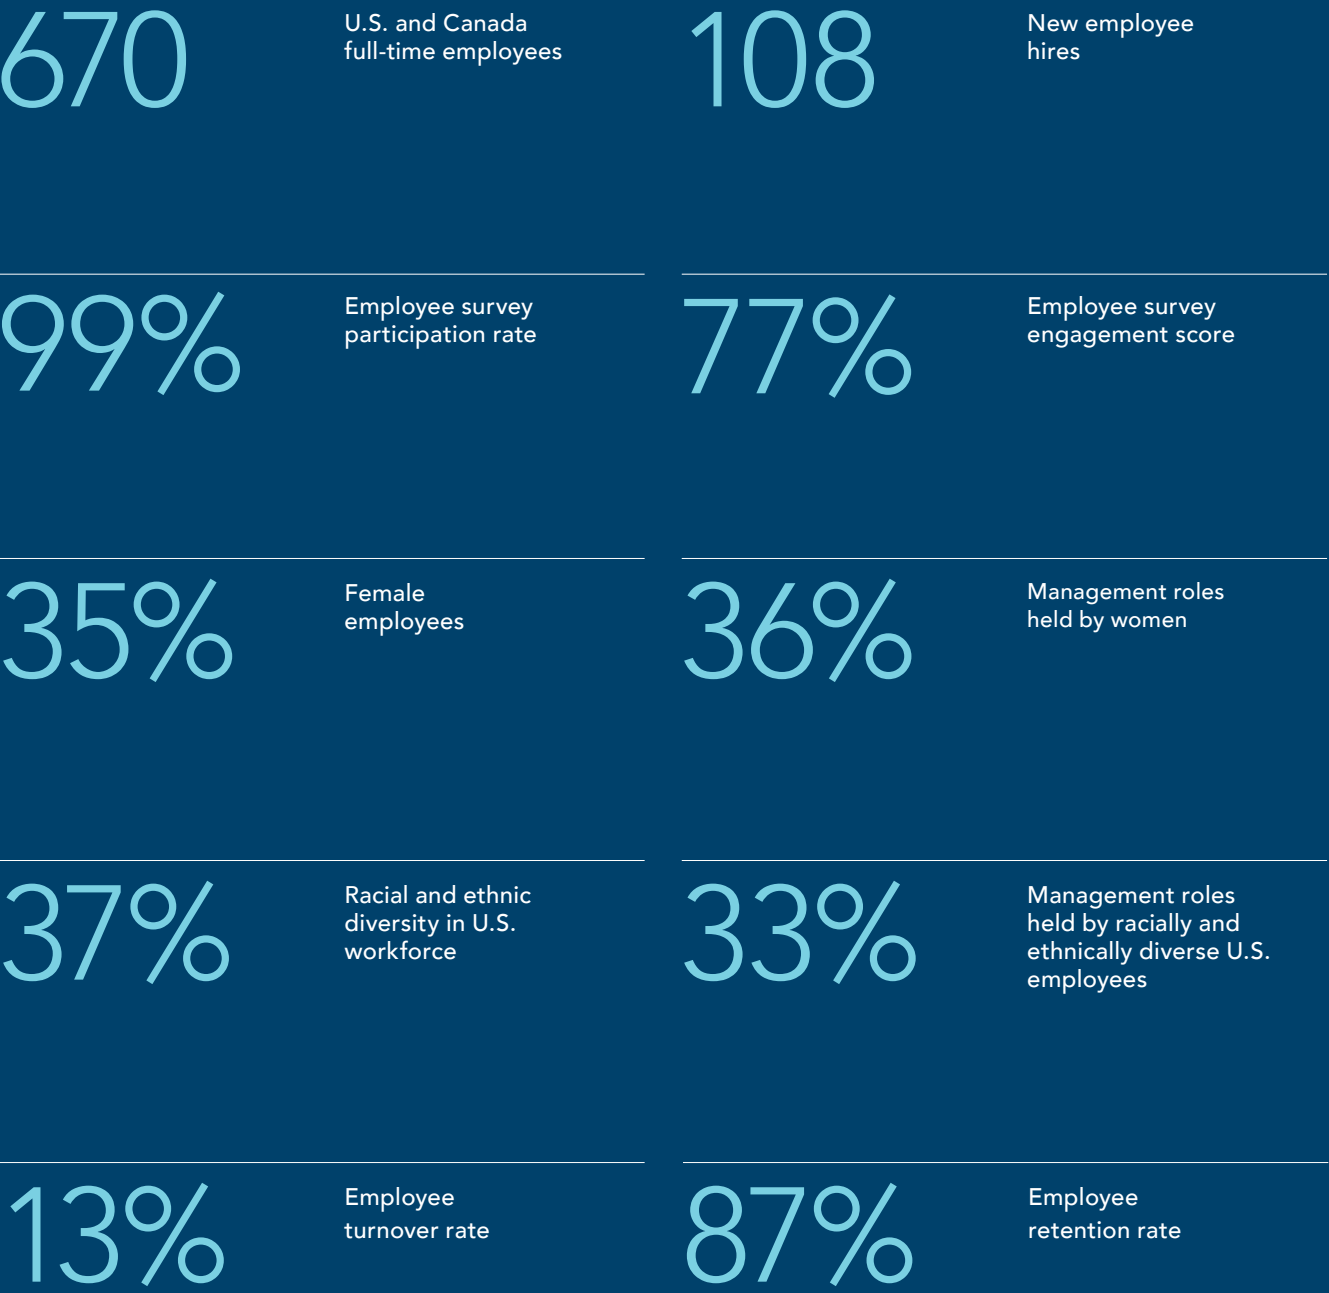 670
U.S. and Canada
full-time employees
108
New employee
hires
99%
Employee survey
participation rate
77%
Employee survey
engagement score
35%
Female
employees
36%
Management roles
held by women
37%
Racial and ethnic
diversity in U.S.
workforce
33%
Management roles
held by racially and
ethnically diverse U.S.
employees
13%
Employee
turnover rate
87%
Employee
retention rate